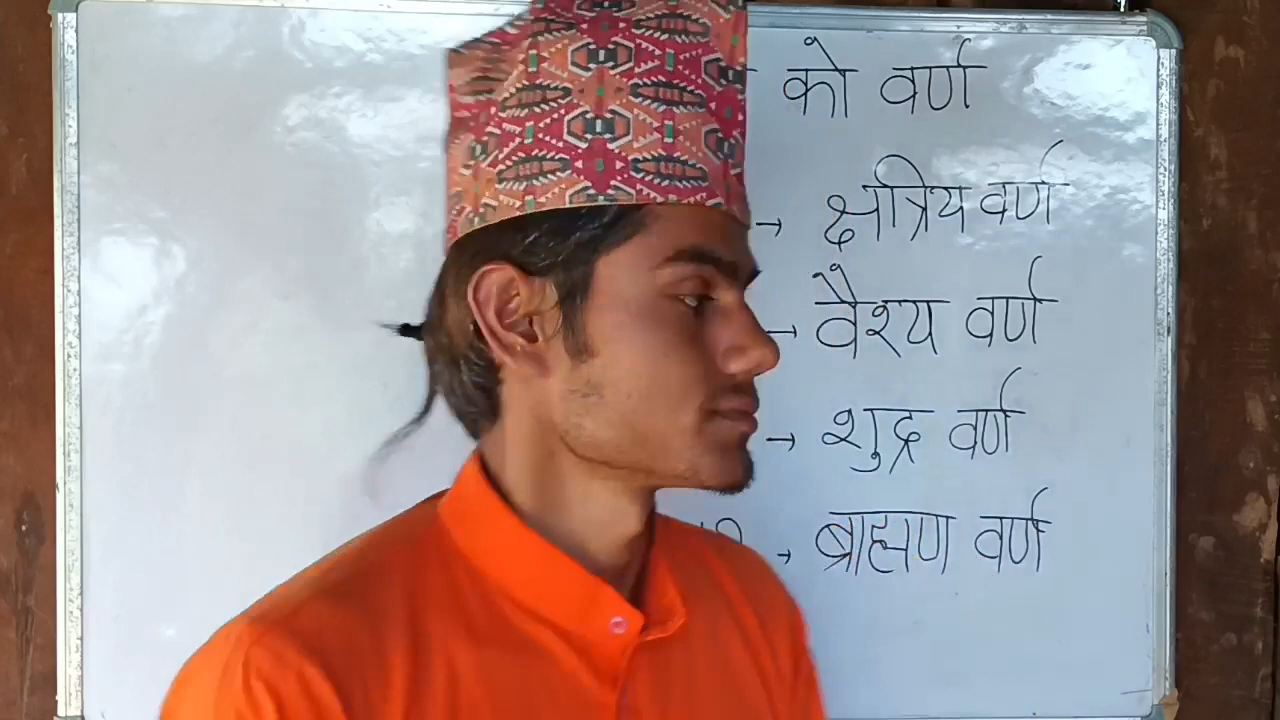 को वर्ण
→ क्षत्रिय वर्ण
→ वैश्य वर्ण
→ शुद्र वर्ण
→ ब्राह्मण वर्ण